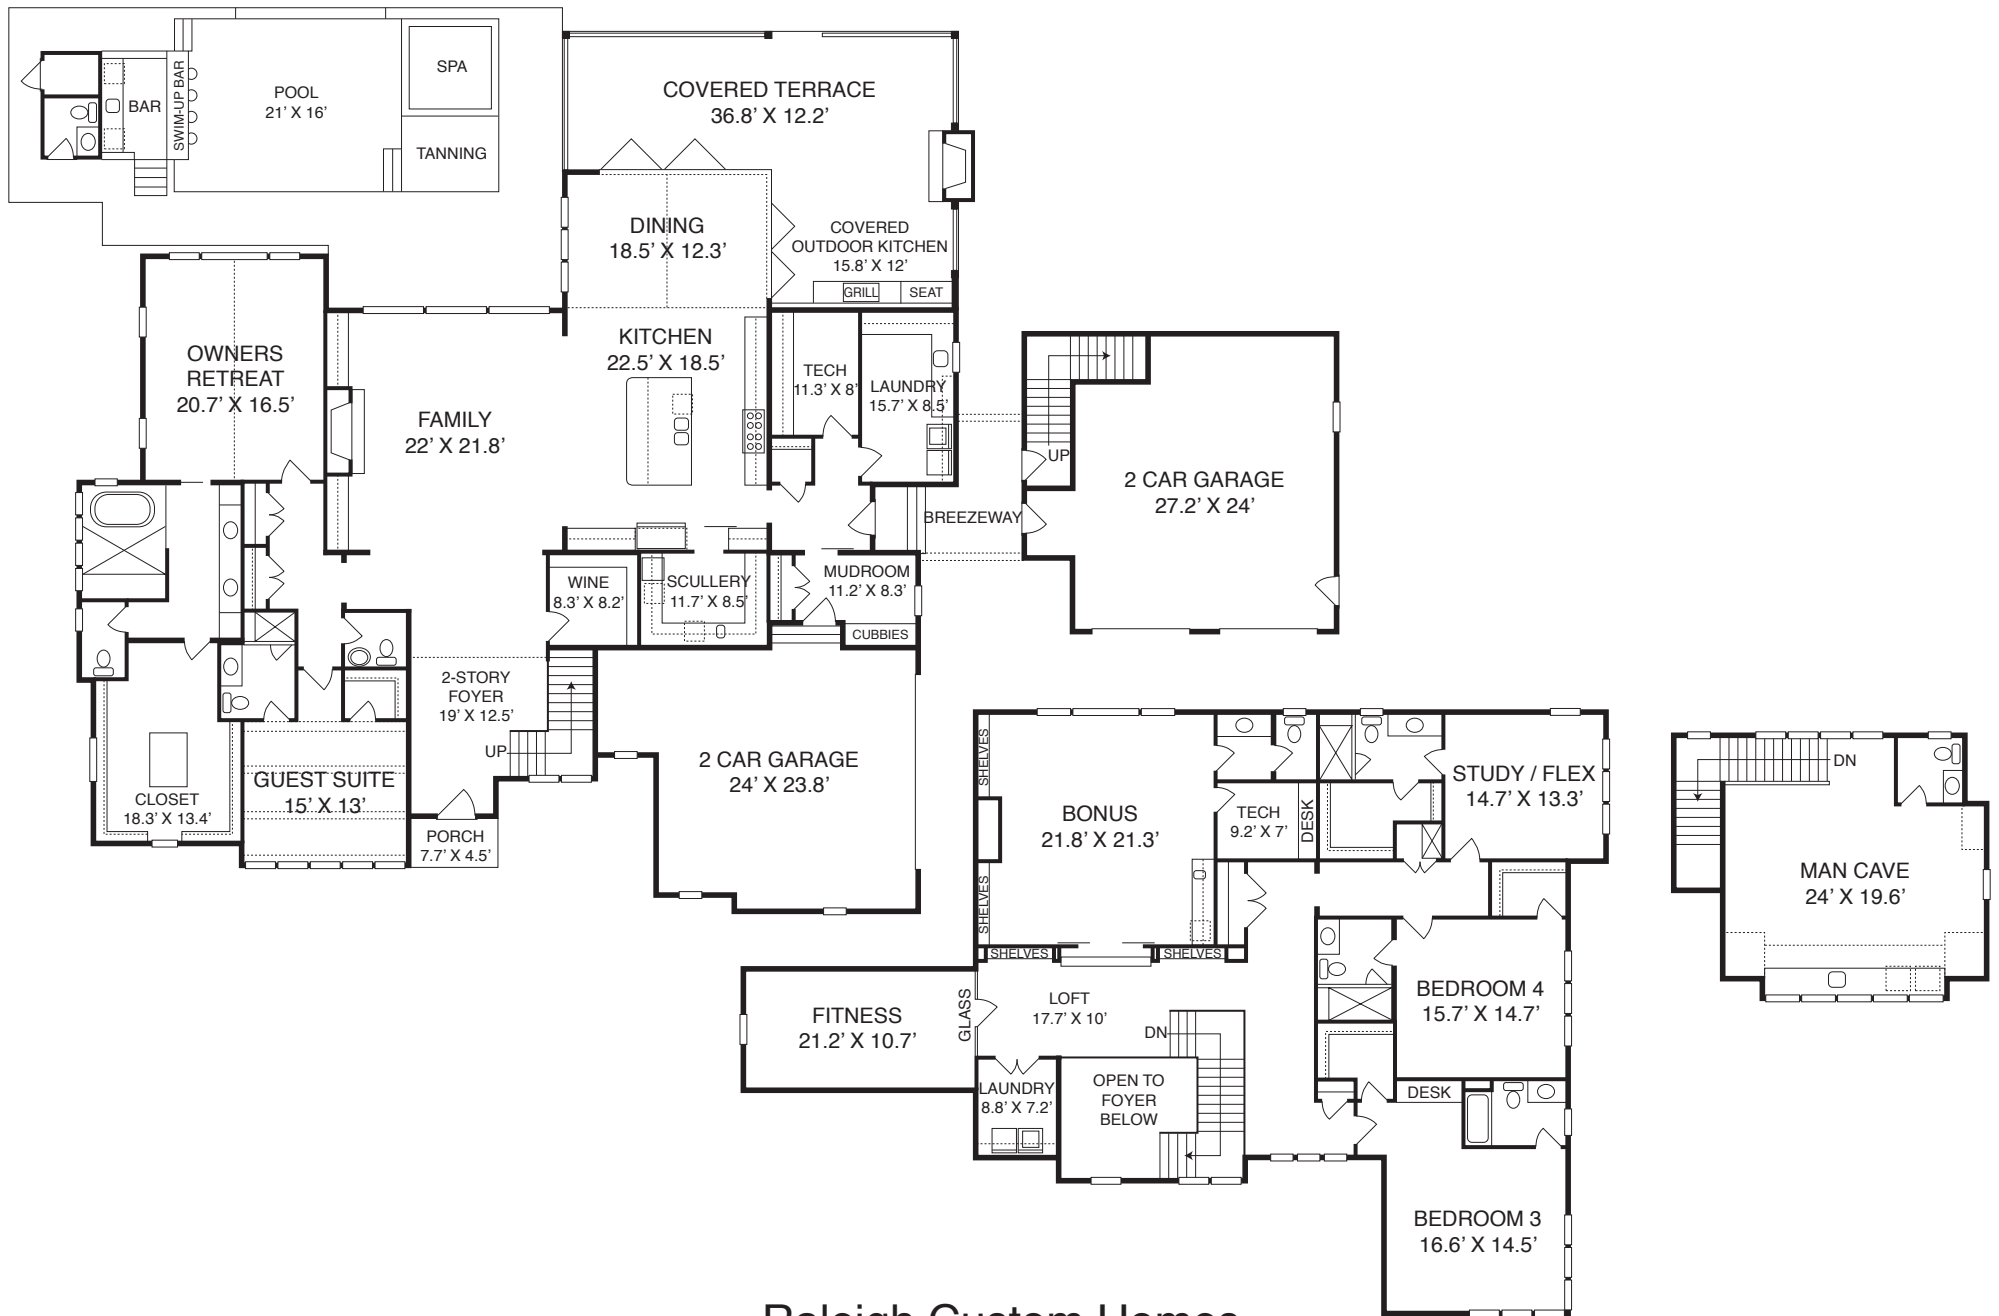 SPA
POOL
21’ X 16’
BAR
SWIM-UP BAR
TANNING
COVERED TERRACE
36.8’ X 12.2’
DINING
18.5’ X 12.3’
COVERED
OUTDOOR KITCHEN
15.8’ X 12’
GRILL
SEAT
OWNERS
RETREAT
20.7’ X 16.5’
FAMILY
22’ X 21.8’
KITCHEN
22.5’ X 18.5’
TECH
11.3’ X 8’
LAUNDRY
15.7’ X 8.5’
UP
2 CAR GARAGE
27.2’ X 24’
BREEZEWAY
WINE
8.3’ X 8.2’
SCULLERY
11.7’ X 8.5’
MUDROOM
11.2’ X 8.3’
CUBBIES
2-STORY
FOYER
19’ X 12.5’
UP
CLOSET
18.3’ X 13.4’
GUEST SUITE
15’ X 13’
PORCH
7.7’ X 4.5’
2 CAR GARAGE
24’ X 23.8’
SHELVES
BONUS
21.8’ X 21.3’
SHELVES
TECH
9.2’ X 7’
DESK
STUDY / FLEX
14.7’ X 13.3’
SHELVES
SHELVES
FITNESS
21.2’ X 10.7’
GLASS
LOFT
17.7’ X 10’
DN
BEDROOM 4
15.7’ X 14.7’
LAUNDRY
8.8’ X 7.2’
OPEN TO
FOYER
BELOW
DESK
BEDROOM 3
16.6’ X 14.5’
DN
MAN CAVE
24’ X 19.6’
Raleigh Custom Homes